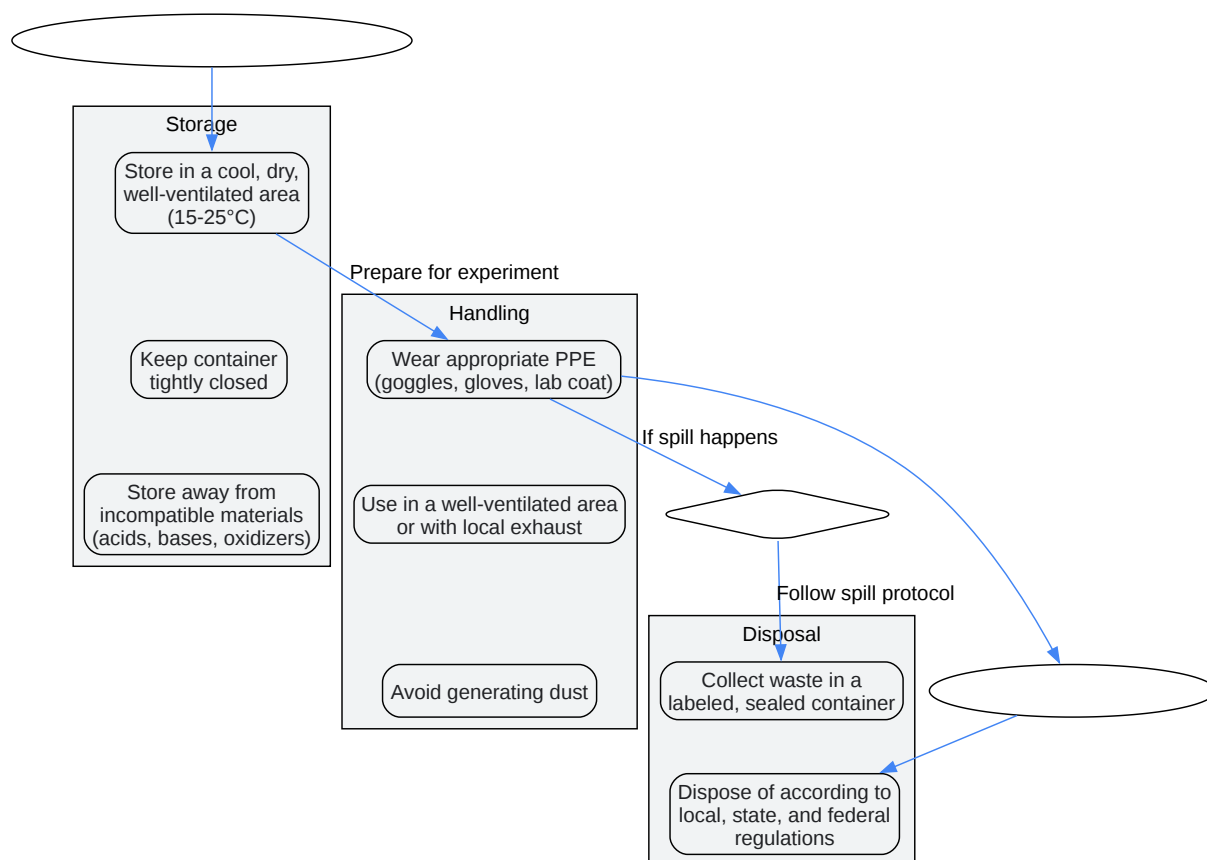 Storage
Store in a cool, dry,
well-ventilated area
(15-25°C)
Prepare for experiment
Handling
Keep container
tightly closed
Wear appropriate PPE
(goggles, gloves, lab coat)
If spill happens
Store away from
incompatible materials
(acids, bases, oxidizers)
Use in a well-ventilated area
or with local exhaust
Follow spill protocol
Disposal
Avoid generating dust
Collect waste in a
labeled, sealed container
Dispose of according to
local, state, and federal
regulations